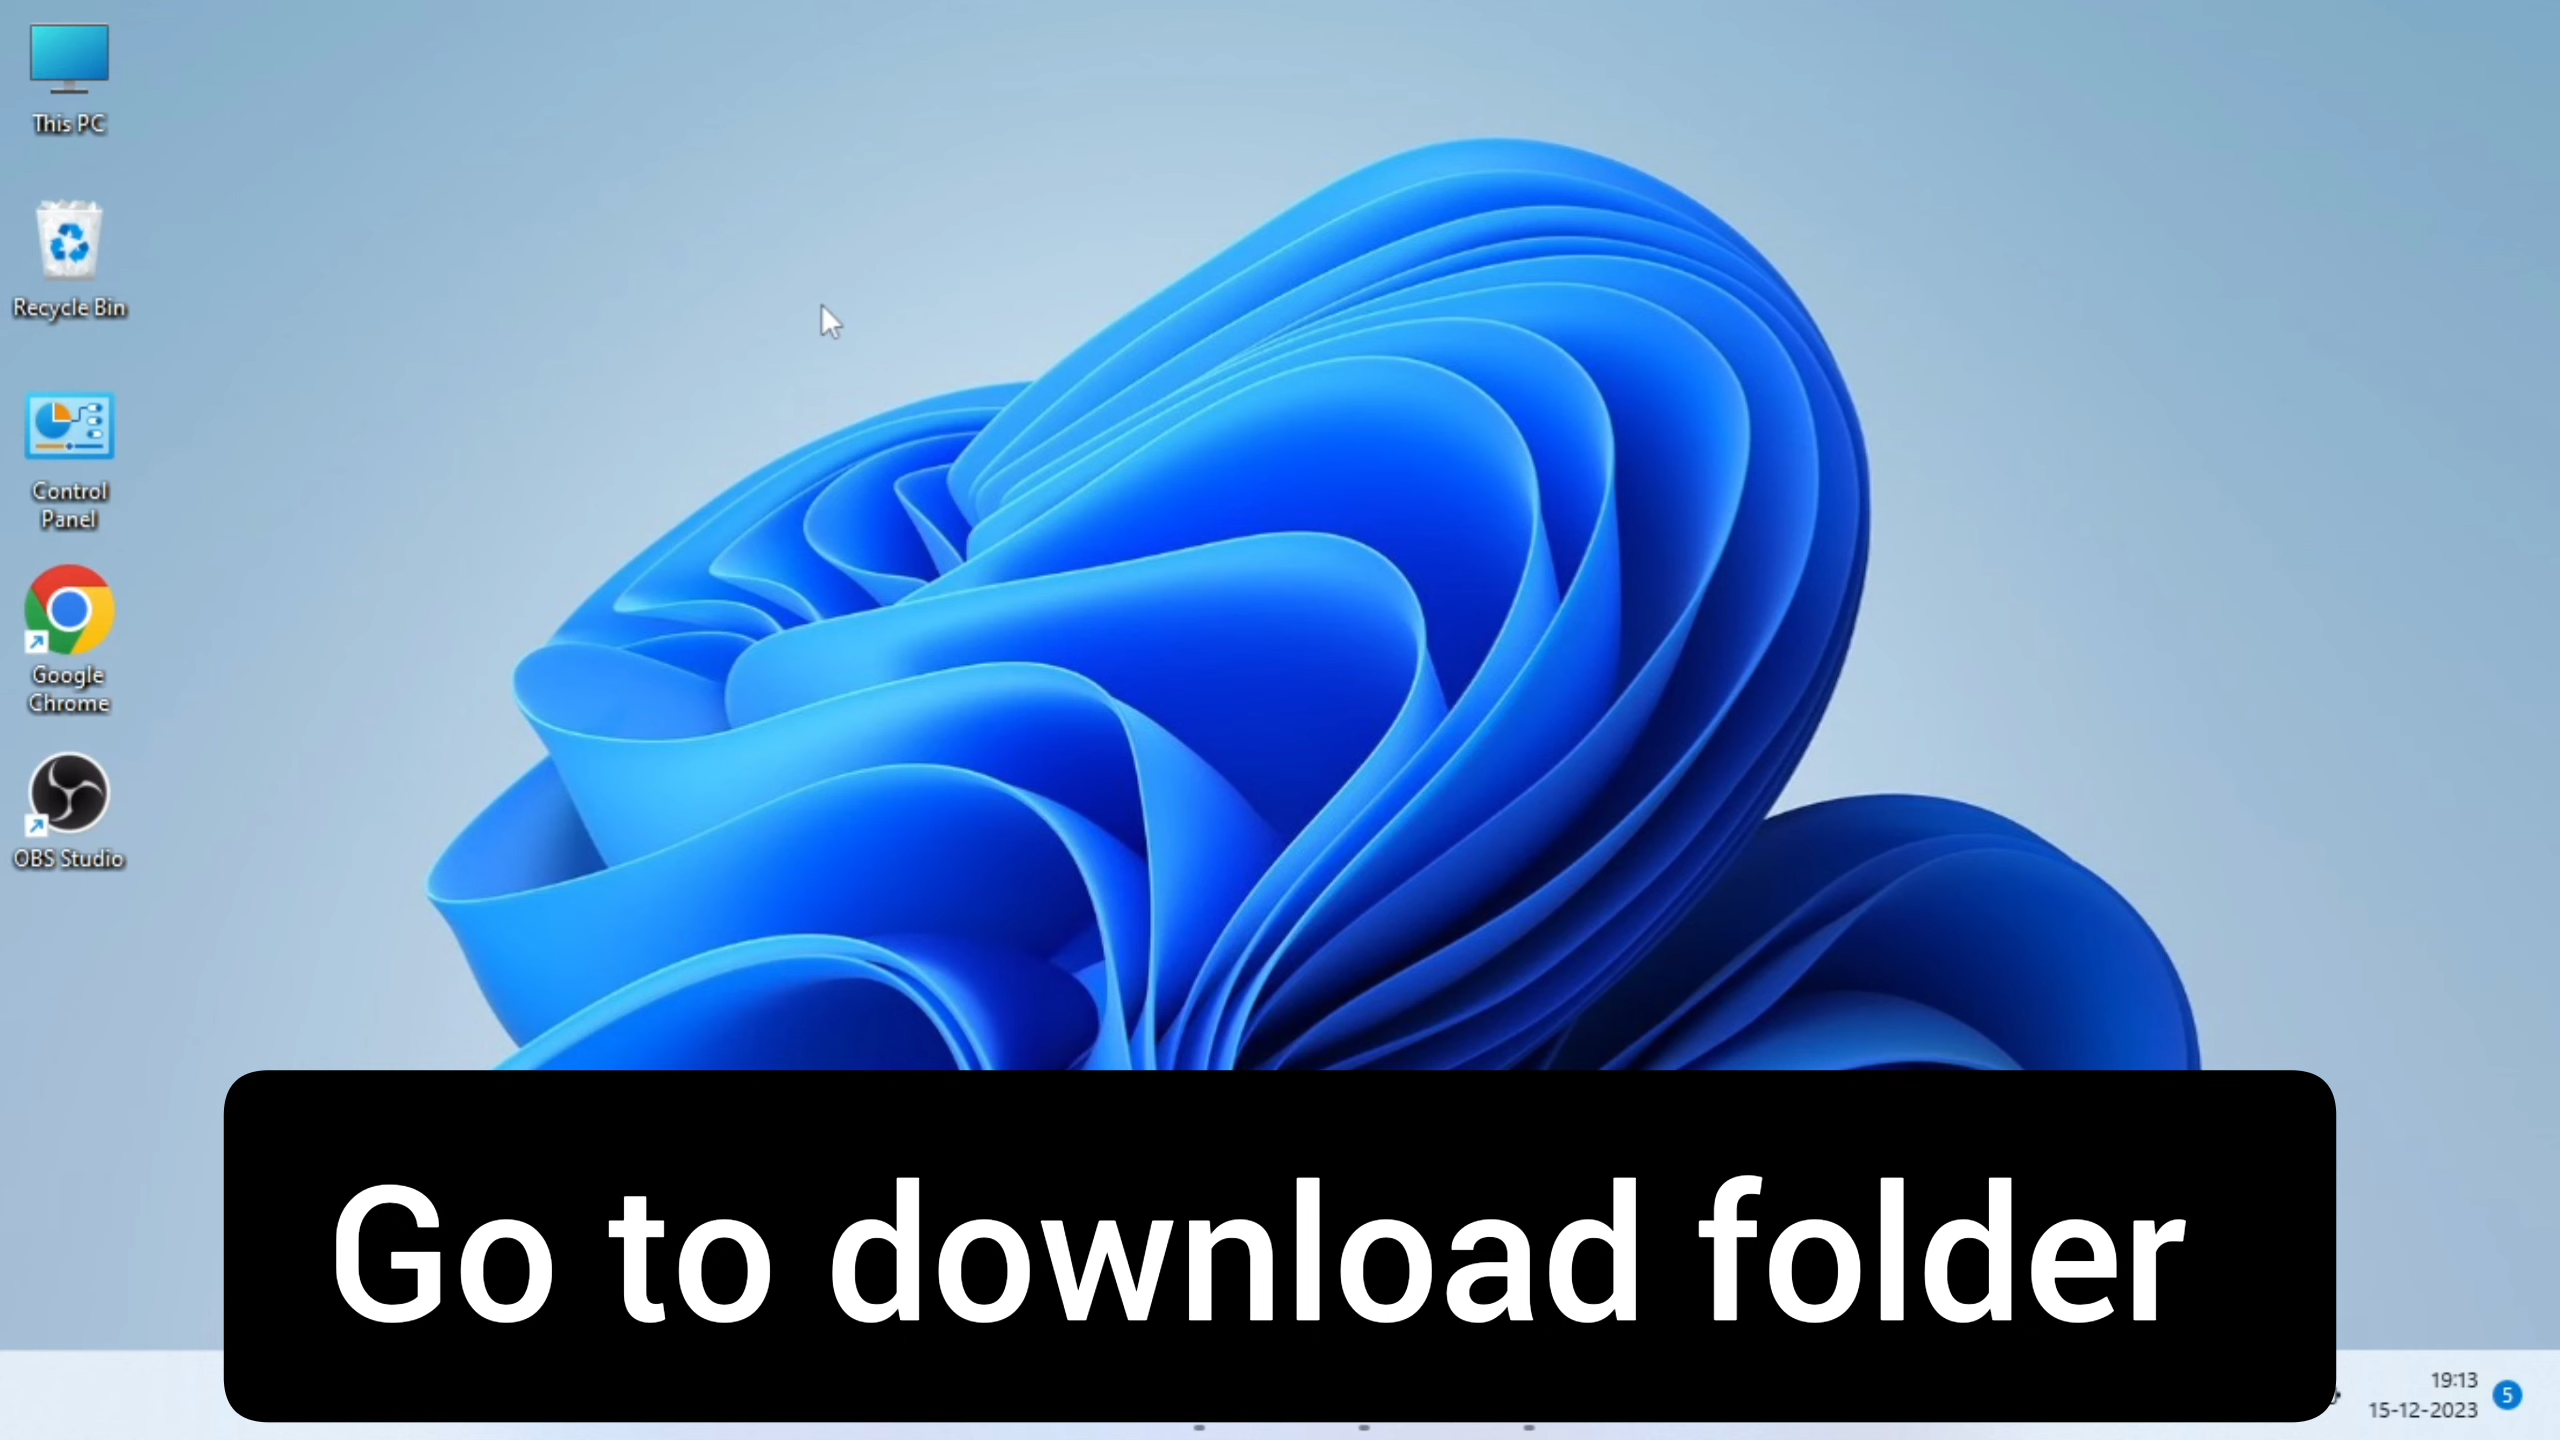 This PC
Recycle Bin
Control
Panel
Google
Chrome
OBS Studio
Go to download folder
19:13
15-12-2023
5